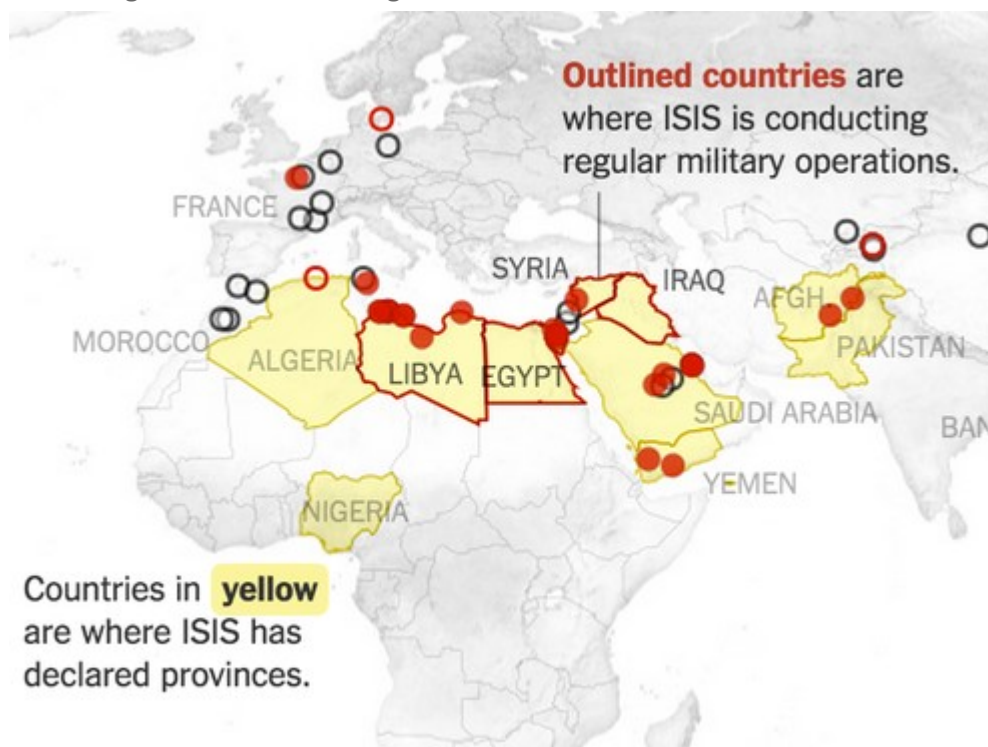 Outlined countries are
where ISIS is conducting
regular military operations.
FRANCE
SYRIA
IRAQ
AFGH.
MOROCCO
ALGERIA
LIBYA
EGYPT
PAKISTAN
SAUDI ARABIA
BAN
YEMEN
NIGERIA
Countries in yellow
are where ISIS has
declared provinces.